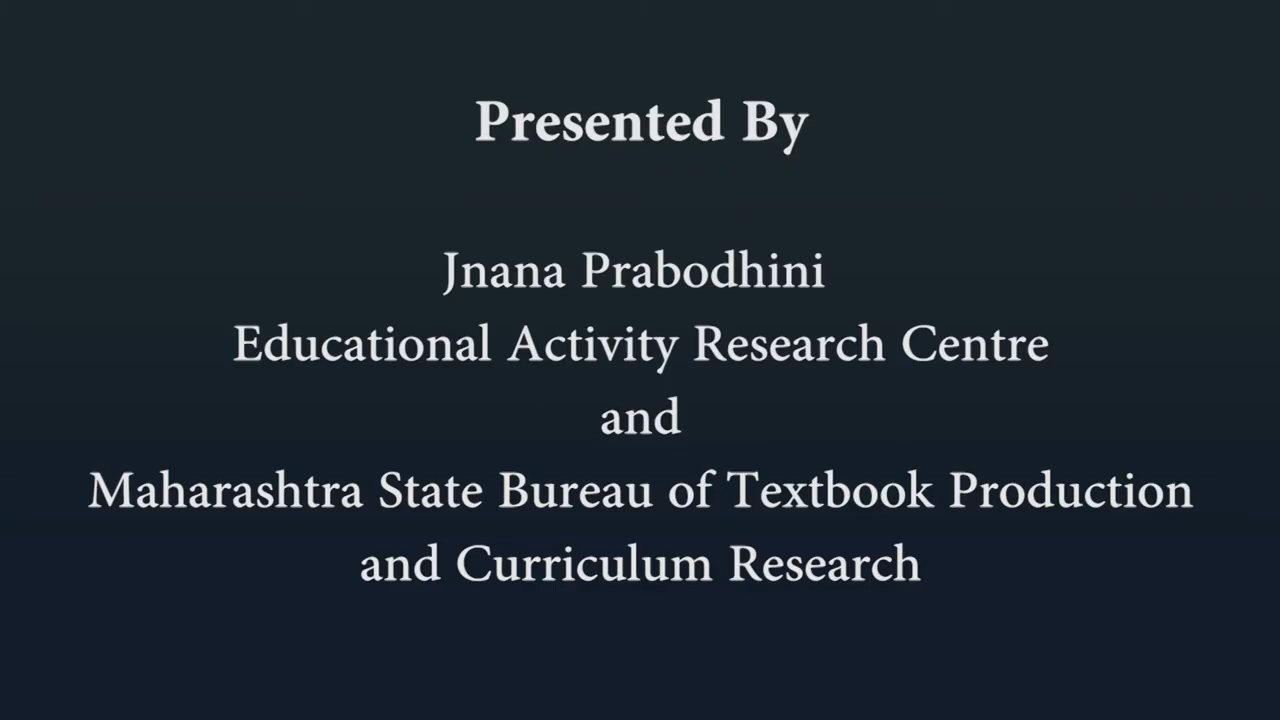 Presented By
Jnana Prabodhini
Educational Activity Research Centre
and
Maharashtra State Bureau of Textbook Production
and Curriculum Research